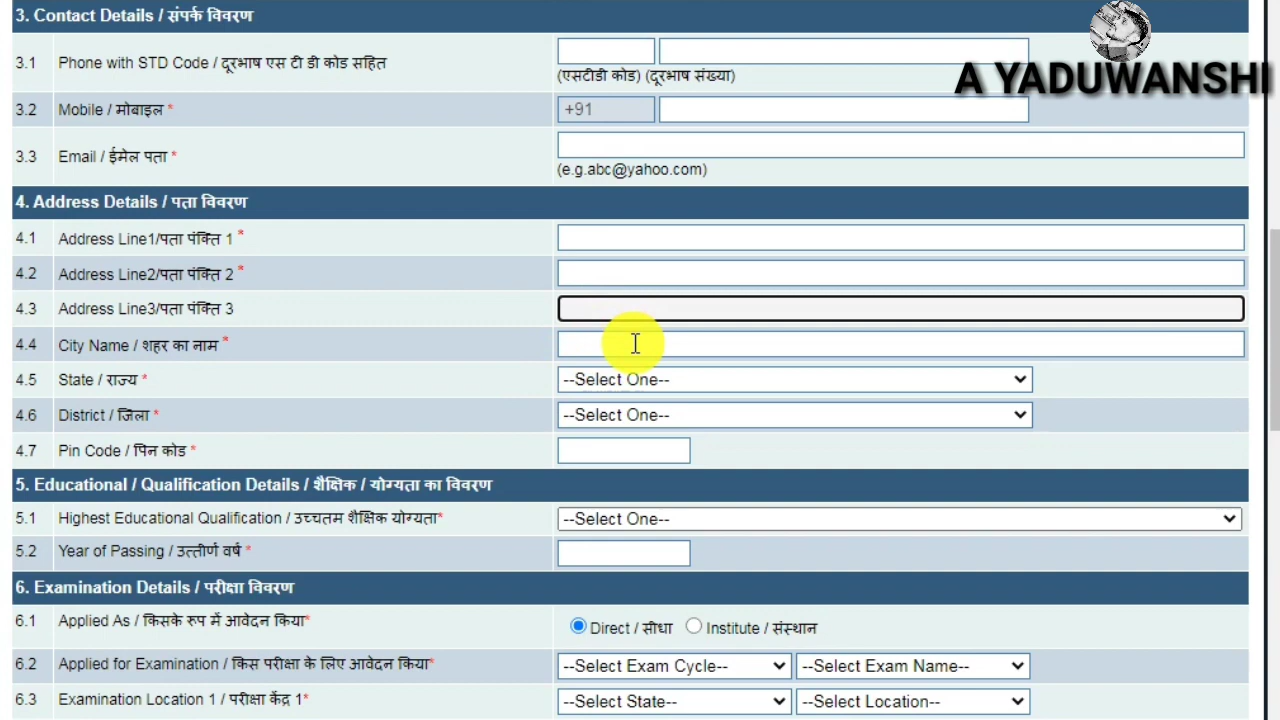 3. Contact Details / संपर्क विवरण
3.1 Phone with STD Code / दूरभाष एस टी डी कोड सहित
(एसटीडी कोड) (दूरभाष संख्या)
A YADUWANSHI
3.2 Mobile / मोबाइल * +91
3.3 Email / ईमेल पता *
(e.g.abc@yahoo.com)
4. Address Details / पता विवरण
4.1 Address Line1/पता पंक्ति 1 *
4.2 Address Line2/पता पंक्ति 2 *
4.3 Address Line3/पता पंक्ति 3
4.4 City Name / शहर का नाम *
4.5 State / राज्य * --Select One--
4.6 District / जिला * --Select One--
4.7 Pin Code / पिन कोड *
5. Educational / Qualification Details / शैक्षिक / योग्यता का विवरण
5.1 Highest Educational Qualification / उच्चतम शैक्षिक योग्यता* --Select One--
5.2 Year of Passing / उत्तीर्ण वर्ष *
6. Examination Details / परीक्षा विवरण
6.1 Applied As / किसके रूप में आवेदन किया* Direct / सीधा Institute / संस्थान
6.2 Applied for Examination / किस परीक्षा के लिए आवेदन किया* --Select Exam Cycle-- --Select Exam Name--
6.3 Examination Location 1 / परीक्षा केंद्र 1* --Select State-- --Select Location--